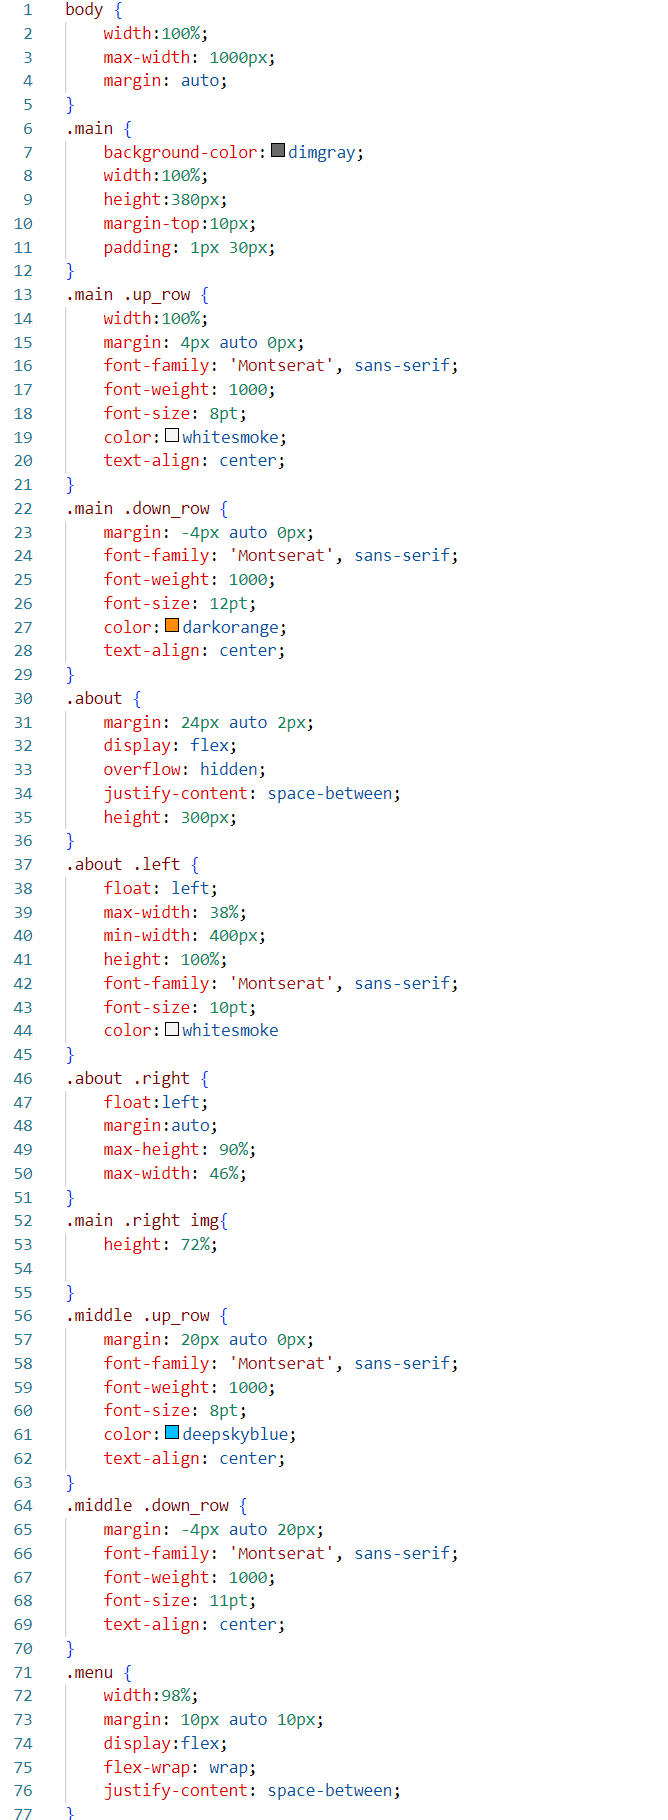 1 body {
2 width:100%;
3 max-width: 1000px;
4 margin: auto;
5 }
6 .main {
7 background-color: dimgray;
8 width:100%;
9 height:380px;
10 margin-top:10px;
11 padding: 1px 30px;
12 }
13 .main .up_row {
14 width:100%;
15 margin: 4px auto 0px;
16 font-family: 'Montserat', sans-serif;
17 font-weight: 1000;
18 font-size: 8pt;
19 color: whitesmoke;
20 text-align: center;
21 }
22 .main .down_row {
23 margin: -4px auto 0px;
24 font-family: 'Montserat', sans-serif;
25 font-weight: 1000;
26 font-size: 12pt;
27 color: darkorange;
28 text-align: center;
29 }
30 .about {
31 margin: 24px auto 2px;
32 display: flex;
33 overflow: hidden;
34 justify-content: space-between;
35 height: 300px;
36 }
37 .about .left {
38 float: left;
39 max-width: 38%;
40 min-width: 400px;
41 height: 100%;
42 font-family: 'Montserat', sans-serif;
43 font-size: 10pt;
44 color: whitesmoke
45 }
46 .about .right {
47 float:left;
48 margin:auto;
49 max-height: 90%;
50 max-width: 46%;
51 }
52 .main .right img{
53 height: 72%;
54
55 }
56 .middle .up_row {
57 margin: 20px auto 0px;
58 font-family: 'Montserat', sans-serif;
59 font-weight: 1000;
60 font-size: 8pt;
61 color: deepskyblue;
62 text-align: center;
63 }
64 .middle .down_row {
65 margin: -4px auto 20px;
66 font-family: 'Montserat', sans-serif;
67 font-weight: 1000;
68 font-size: 11pt;
69 text-align: center;
70 }
71 .menu {
72 width:98%;
73 margin: 10px auto 10px;
74 display:flex;
75 flex-wrap: wrap;
76 justify-content: space-between;
77 }